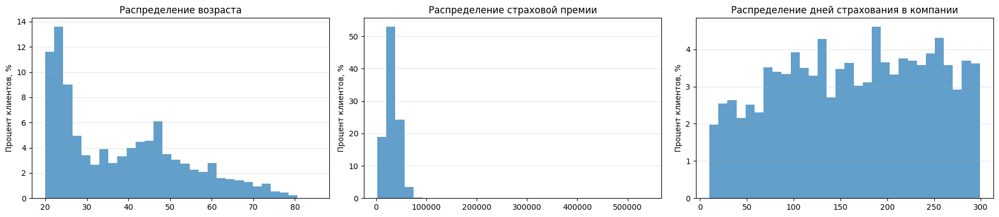 Распределение возраста
Процент клиентов, %
14
12
10
8
6
4
2
0
20 30 40 50 60 70 80
Распределение страховой премии
Процент клиентов, %
50
40
30
20
10
0
0 100000 200000 300000 400000 500000
Распределение дней страхования в компании
Процент клиентов, %
4
3
2
1
0
0 50 100 150 200 250 300